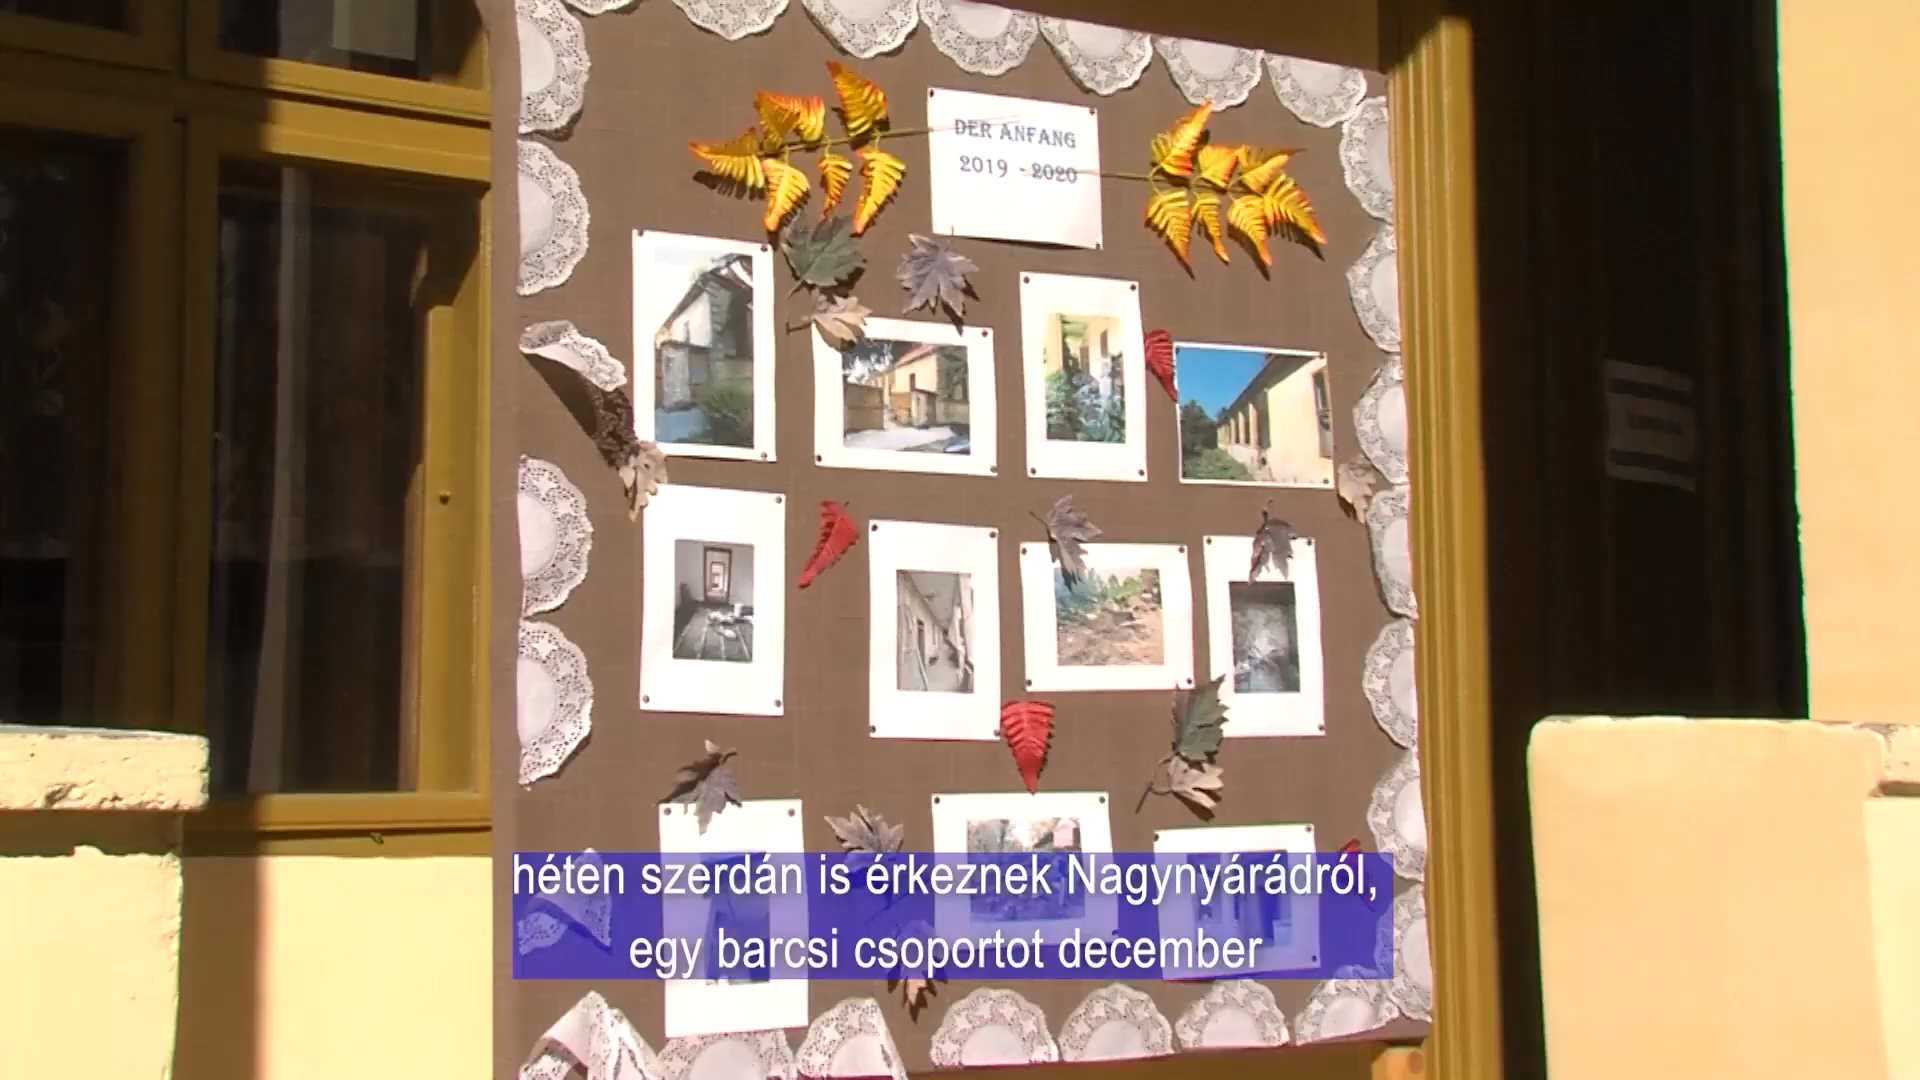 DER ANFANG
2019 - 2020
héten szerdán is érkeznek Nagynyárádról,
egy barcsi csoportot december